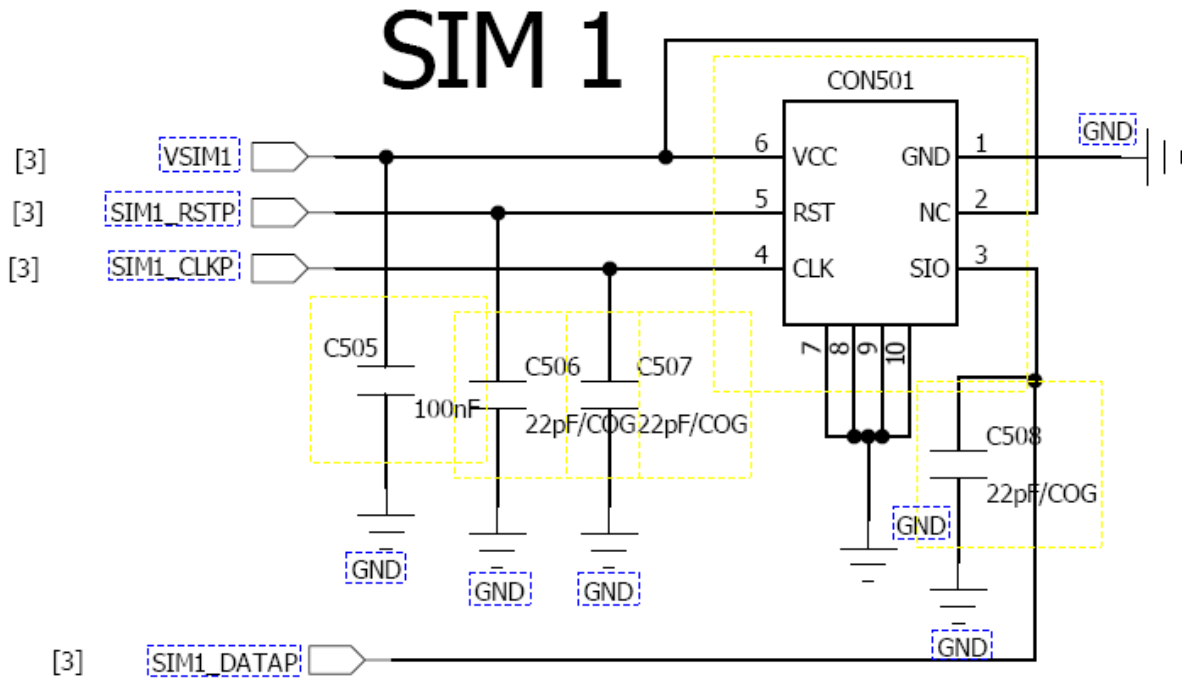 SIM 1
CON501
[3] VSIM1 6 VCC GND 1 GND
[3] SIM1_RSTP 5 RST NC 2
[3] SIM1_CLKP 4 CLK SIO 3
7 8 9 10
C505
100nF
C506
22pF/COG
C507
22pF/COG
C508
22pF/COG
GND
GND
GND
GND
GND
[3] SIM1_DATAP